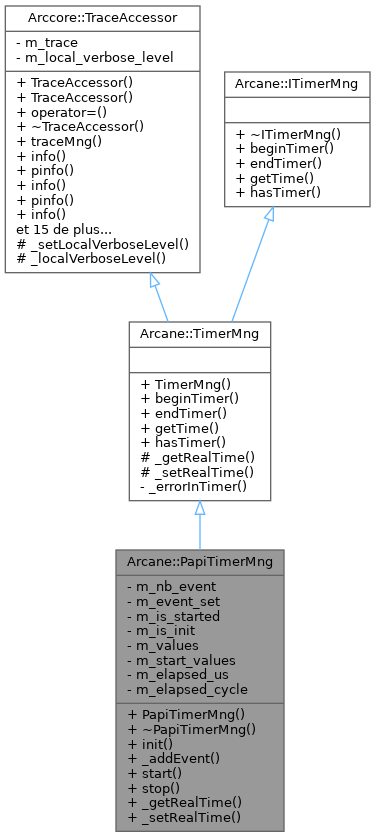 Arccore::TraceAccessor
- m_trace
- m_local_verbose_level
+ TraceAccessor()
+ TraceAccessor()
+ operator=()
+ ~TraceAccessor()
+ traceMng()
+ info()
+ pinfo()
+ info()
+ pinfo()
+ info()
et 15 de plus...
# _setLocalVerboseLevel()
# _localVerboseLevel()
Arcane::ITimerMng
+ ~ITimerMng()
+ beginTimer()
+ endTimer()
+ getTime()
+ hasTimer()
Arcane::TimerMng
+ TimerMng()
+ beginTimer()
+ endTimer()
+ getTime()
+ hasTimer()
# _getRealTime()
# _setRealTime()
- _errorInTimer()
Arcane::PapiTimerMng
- m_nb_event
- m_event_set
- m_is_started
- m_is_init
- m_values
- m_start_values
- m_elapsed_us
- m_elapsed_cycle
+ PapiTimerMng()
+ ~PapiTimerMng()
+ init()
+ _addEvent()
+ start()
+ stop()
+ _getRealTime()
+ _setRealTime()